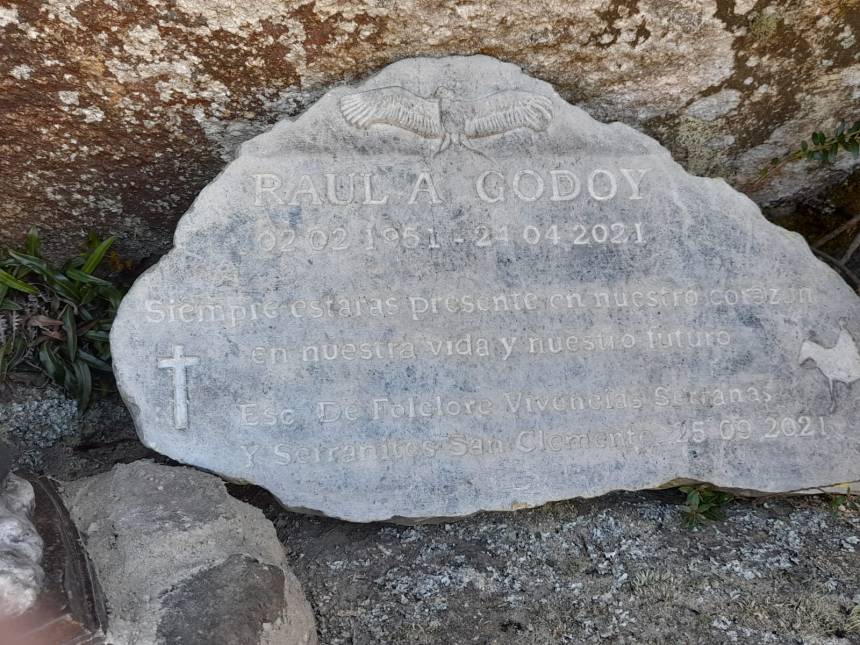 RAUL A GODOY
02 02 1951 - 24 04 2021
Siempre estaras presente en nuestro corazon
en nuestra vida y nuestro futuro
Esc De Folclore Vivencias Serranas
Y Serranitos San Clemente 25 09 2021